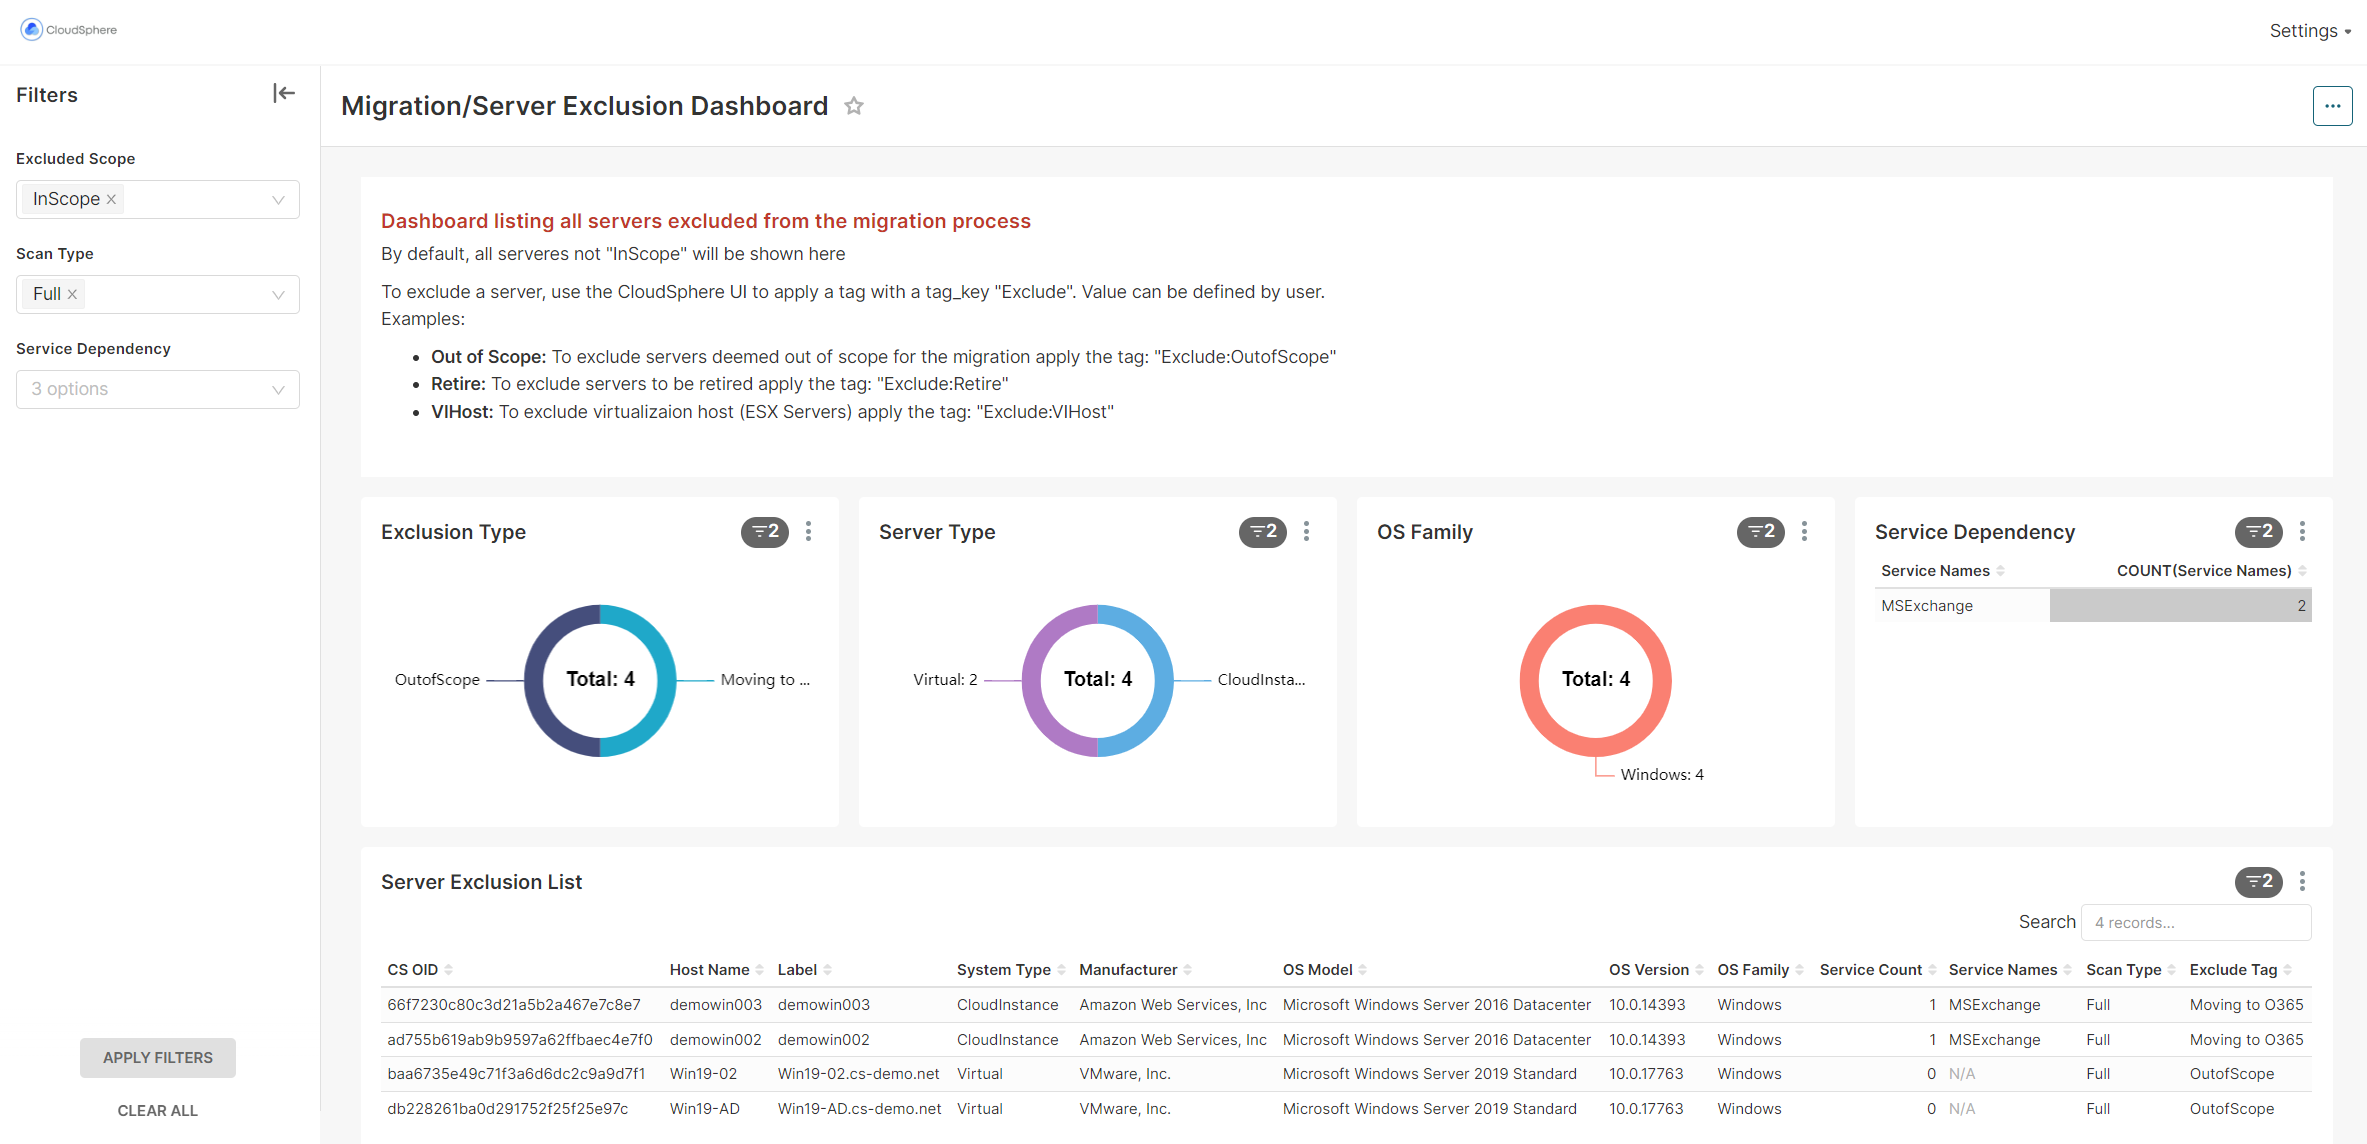 CloudSphere
Settings
Filters
Excluded Scope
InScope
Scan Type
Full
Service Dependency
3 options
APPLY FILTERS
CLEAR ALL
Migration/Server Exclusion Dashboard
Dashboard listing all servers excluded from the migration process
By default, all serveres not "InScope" will be shown here
To exclude a server, use the CloudSphere UI to apply a tag with a tag_key "Exclude". Value can be defined by user.
Examples:
Out of Scope: To exclude servers deemed out of scope for the migration apply the tag: "Exclude:OutofScope"
Retire: To exclude servers to be retired apply the tag: "Exclude:Retire"
VIHost: To exclude virtualizaion host (ESX Servers) apply the tag: "Exclude:VIHost"
Exclusion Type 2
OutofScope Total: 4 Moving to ...
Server Type 2
Virtual: 2 Total: 4 CloudInsta...
OS Family 2
Total: 4
Windows: 4
Service Dependency 2
Service Names COUNT(Service Names)
MSExchange 2
Server Exclusion List 2
Search 4 records...
CS OID Host Name Label System Type Manufacturer OS Model OS Version OS Family Service Count Service Names Scan Type Exclude Tag
66f7230c80c3d21a5b2a467e7c8e7 demowin003 demowin003 CloudInstance Amazon Web Services, Inc Microsoft Windows Server 2016 Datacenter 10.0.14393 Windows 1 MSExchange Full Moving to O365
ad755b619ab9b9597a62ffbaec4e7f0 demowin002 demowin002 CloudInstance Amazon Web Services, Inc Microsoft Windows Server 2016 Datacenter 10.0.14393 Windows 1 MSExchange Full Moving to O365
baa6735e49c71f3a6d6dc2c9a9d7f1 Win19-02 Win19-02.cs-demo.net Virtual VMware, Inc. Microsoft Windows Server 2019 Standard 10.0.17763 Windows 0 N/A Full OutofScope
db228261ba0d291752f25f25e97c Win19-AD Win19-AD.cs-demo.net Virtual VMware, Inc. Microsoft Windows Server 2019 Standard 10.0.17763 Windows 0 N/A Full OutofScope